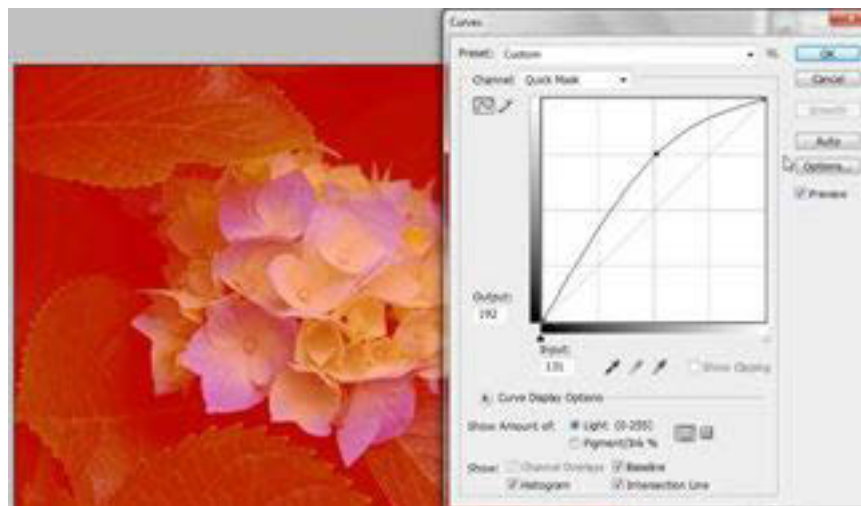 Curves
Preset: Custom
OK
Channel: Quick Mask
Cancel
Smooth
Auto
Options...
Preview
Output:
192
Input:
131
Show Clipping
Curve Display Options
Show Amount of: Light (0-255)
Pigment/Ink %
Show: Channel Overlays Baseline
Histogram Intersection Line